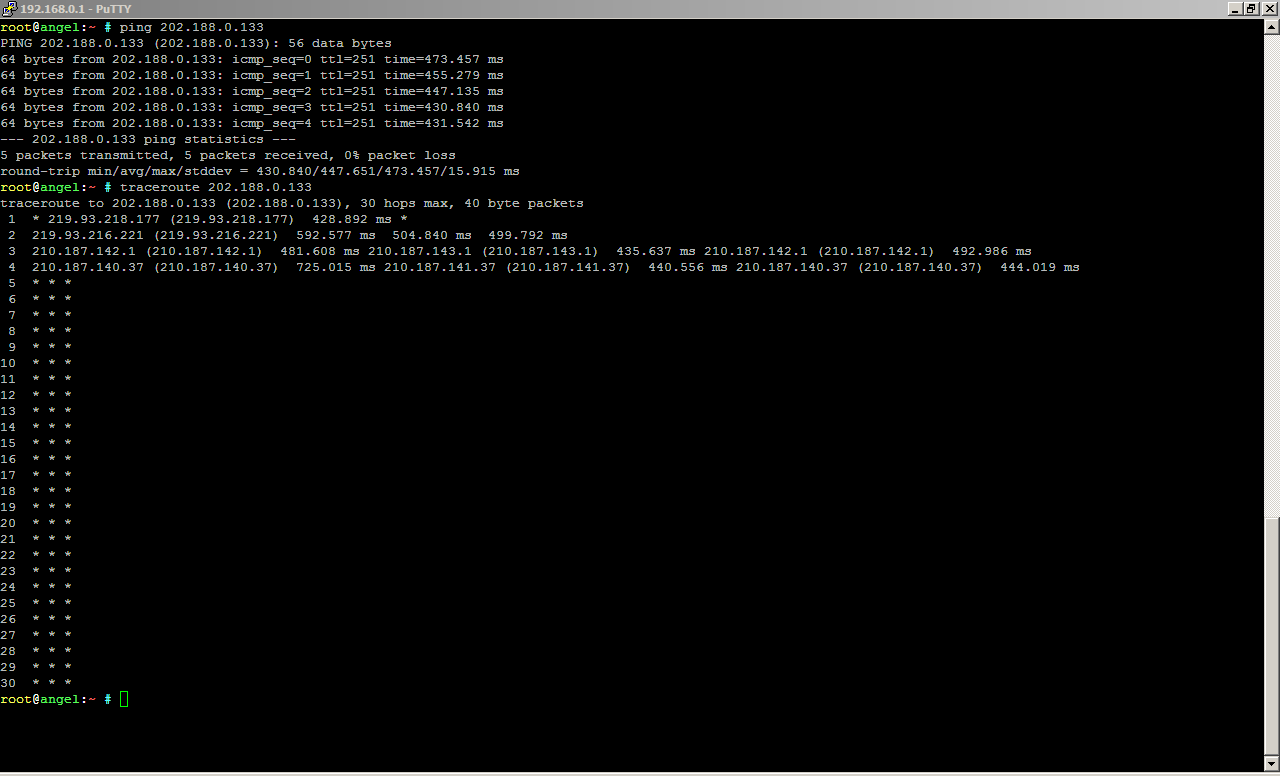 192.168.0.1 - PuTTY
root@angel:~ # ping 202.188.0.133
PING 202.188.0.133 (202.188.0.133): 56 data bytes
64 bytes from 202.188.0.133: icmp_seq=0 ttl=251 time=473.457 ms
64 bytes from 202.188.0.133: icmp_seq=1 ttl=251 time=455.279 ms
64 bytes from 202.188.0.133: icmp_seq=2 ttl=251 time=447.135 ms
64 bytes from 202.188.0.133: icmp_seq=3 ttl=251 time=430.840 ms
64 bytes from 202.188.0.133: icmp_seq=4 ttl=251 time=431.542 ms
--- 202.188.0.133 ping statistics ---
5 packets transmitted, 5 packets received, 0% packet loss
round-trip min/avg/max/stddev = 430.840/447.651/473.457/15.915 ms
root@angel:~ # traceroute 202.188.0.133
traceroute to 202.188.0.133 (202.188.0.133), 30 hops max, 40 byte packets
 1  * 219.93.218.177 (219.93.218.177)  428.892 ms *
 2  219.93.216.221 (219.93.216.221)  592.577 ms  504.840 ms  499.792 ms
 3  210.187.142.1 (210.187.142.1)  481.608 ms 210.187.143.1 (210.187.143.1)  435.637 ms 210.187.142.1 (210.187.142.1)  492.986 ms
 4  210.187.140.37 (210.187.140.37)  725.015 ms 210.187.141.37 (210.187.141.37)  440.556 ms 210.187.140.37 (210.187.140.37)  444.019 ms
 5  * * *
 6  * * *
 7  * * *
 8  * * *
 9  * * *
10  * * *
11  * * *
12  * * *
13  * * *
14  * * *
15  * * *
16  * * *
17  * * *
18  * * *
19  * * *
20  * * *
21  * * *
22  * * *
23  * * *
24  * * *
25  * * *
26  * * *
27  * * *
28  * * *
29  * * *
30  * * *
root@angel:~ #